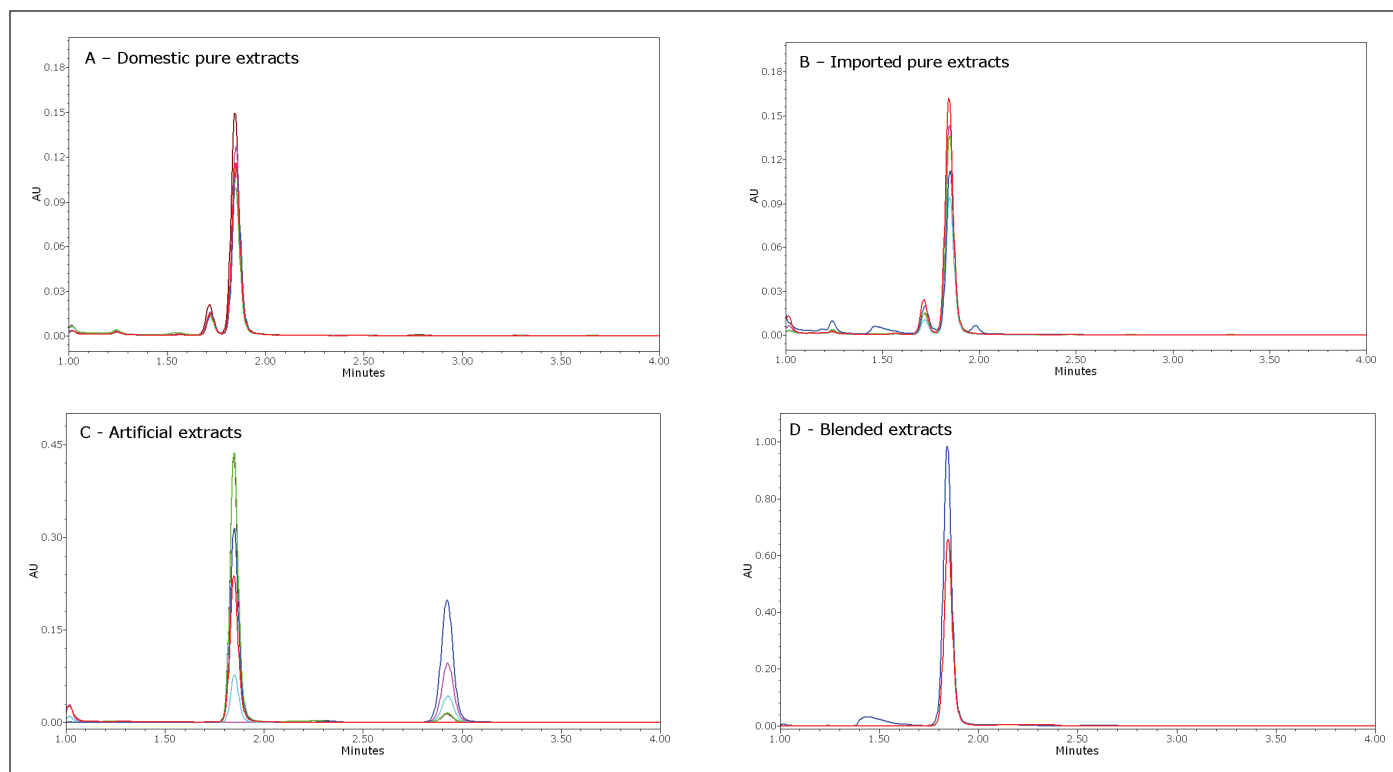 A – Domestic pure extracts
0.18
0.15
0.12
0.09
0.06
0.03
0.00
AU
1.00 1.50 2.00 2.50 3.00 3.50 4.00
Minutes
B – Imported pure extracts
0.18
0.15
0.12
0.09
0.06
0.03
0.00
AU
1.00 1.50 2.00 2.50 3.00 3.50 4.00
Minutes
C - Artificial extracts
0.45
0.30
0.15
0.00
AU
1.00 2.00 3.00 4.00
Minutes
D - Blended extracts
1.00
0.80
0.60
0.40
0.20
0.00
AU
1.00 1.50 2.00 2.50 3.00 3.50 4.00
Minutes